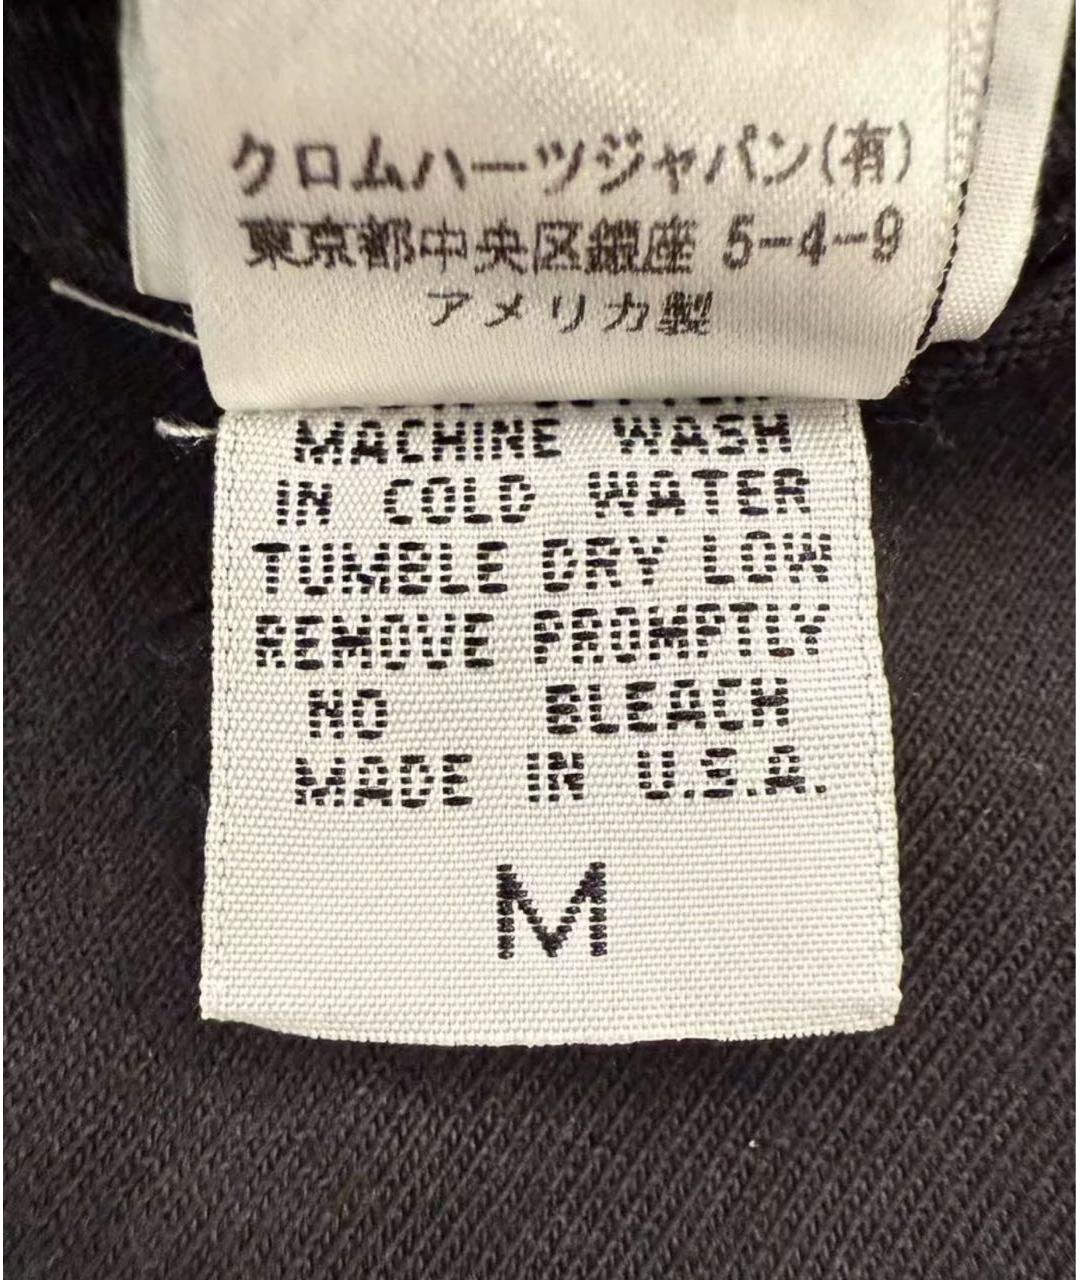 クロムハーツジャパン(有)
東京都中央区銀座 5-4-9
アメリカ製
MACHINE WASH
IN COLD WATER
TUMBLE DRY LOW
REMOVE PROMPTLY
NO BLEACH
MADE IN U.S.A.
M